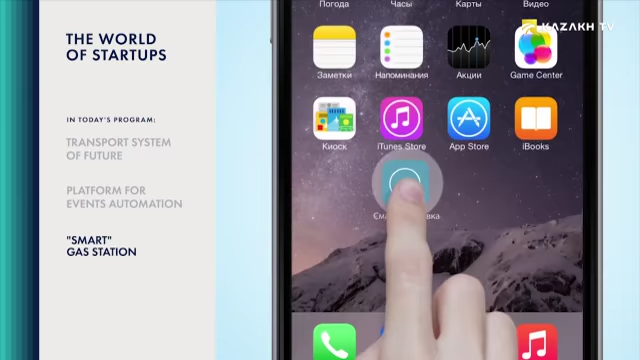 THE WORLD
OF STARTUPS
IN TODAY'S PROGRAM:
TRANSPORT SYSTEM
OF FUTURE
PLATFORM FOR
EVENTS AUTOMATION
"SMART"
GAS STATION
KAZAKH TV
Погода
Часы
Карты
Видео
Заметки
Напоминания
Акции
Game Center
Киоск
iTunes Store
App Store
iBooks